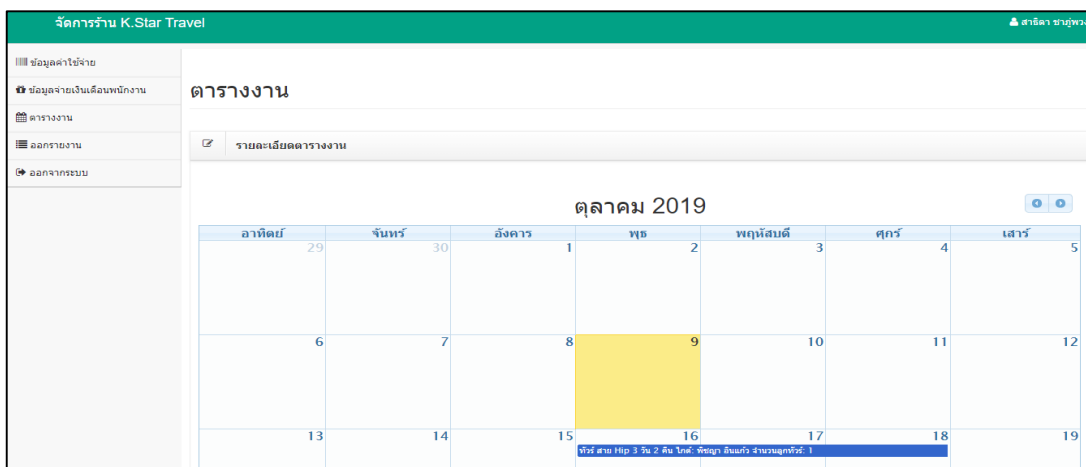 จัดการร้าน K.Star Travel
สาธิดา ชาภู่พวง
ข้อมูลค่าใช้จ่าย
ข้อมูลจ่ายเงินเดือนพนักงาน
ตารางงาน
ออกรายงาน
ออกจากระบบ
ตารางงาน
รายละเอียดตารางงาน
ตุลาคม 2019
อาทิตย์ จันทร์ อังคาร พุธ พฤหัสบดี ศุกร์ เสาร์
29 30 1 2 3 4 5
6 7 8 9 10 11 12
13 14 15 16 17 18 19
ทัวร์ สาย Hip 3 วัน 2 คืน ไกด์: พิชญา อินแก้ว จำนวนลูกทัวร์: 1